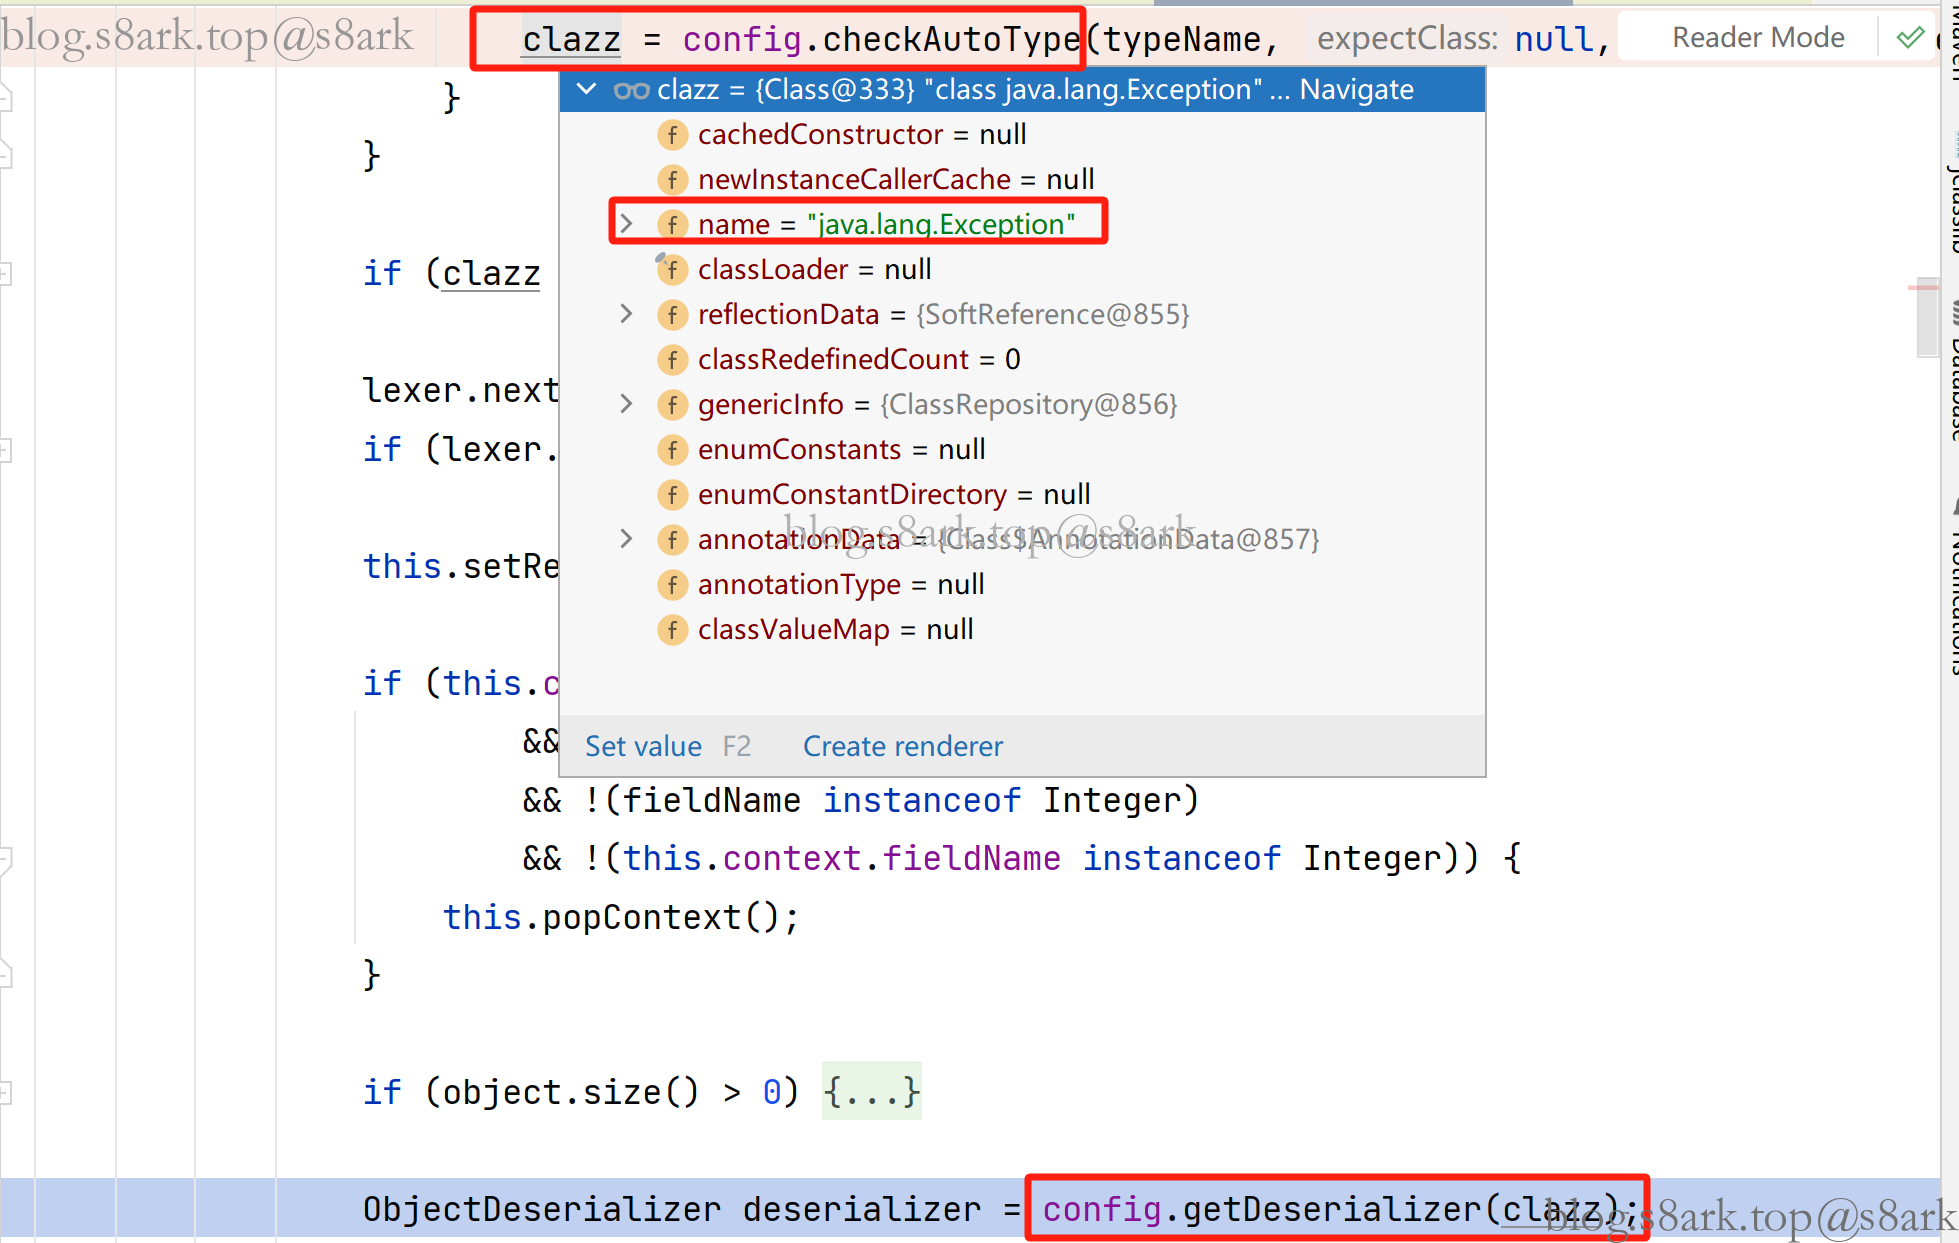 blog.s8ark.top@s8ark
clazz = config.checkAutoType(typeName, expectClass: null,
Reader Mode
Maven
clazz = {Class@333} "class java.lang.Exception" ... Navigate
}
cachedConstructor = null
}
newInstanceCallerCache = null
name = "java.lang.Exception"
jclasslib
if (clazz
classLoader = null
reflectionData = {SoftReference@855}
classRedefinedCount = 0
Database
lexer.next
genericInfo = {ClassRepository@856}
if (lexer.
enumConstants = null
enumConstantDirectory = null
blog.s8ark.top@s8ark
annotationData = {Class$AnnotationData@857}
Notifications
this.setRe
annotationType = null
classValueMap = null
if (this.c
&&
Set value F2 Create renderer
&& !(fieldName instanceof Integer)
&& !(this.context.fieldName instanceof Integer)) {
this.popContext();
}
if (object.size() > 0) {...}
ObjectDeserializer deserializer = config.getDeserializer(clazz);
blog.s8ark.top@s8ark